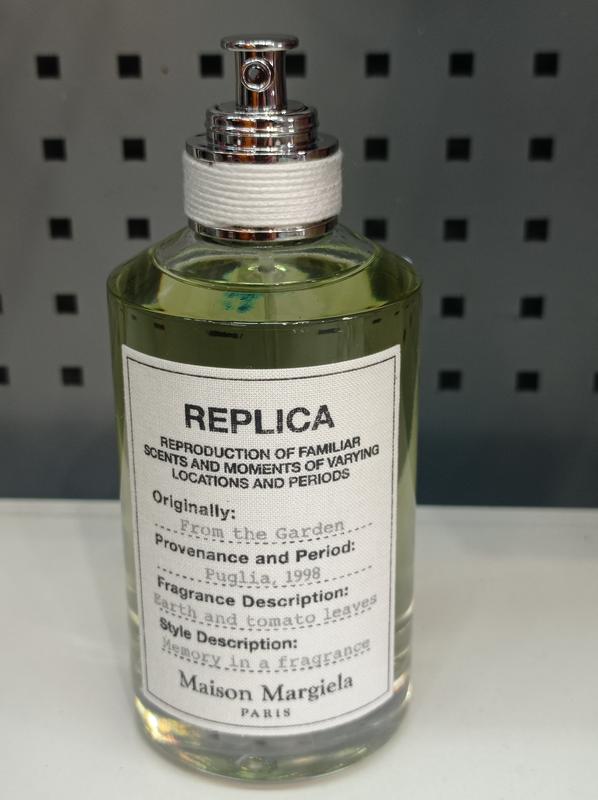 REPLICA
REPRODUCTION OF FAMILIAR
SCENTS AND MOMENTS OF VARYING
LOCATIONS AND PERIODS
Originally:
From the Garden
Provenance and Period:
Puglia, 1998
Fragrance Description:
Earth and tomato leaves
Style Description:
Memory in a fragrance
Maison Margiela
PARIS